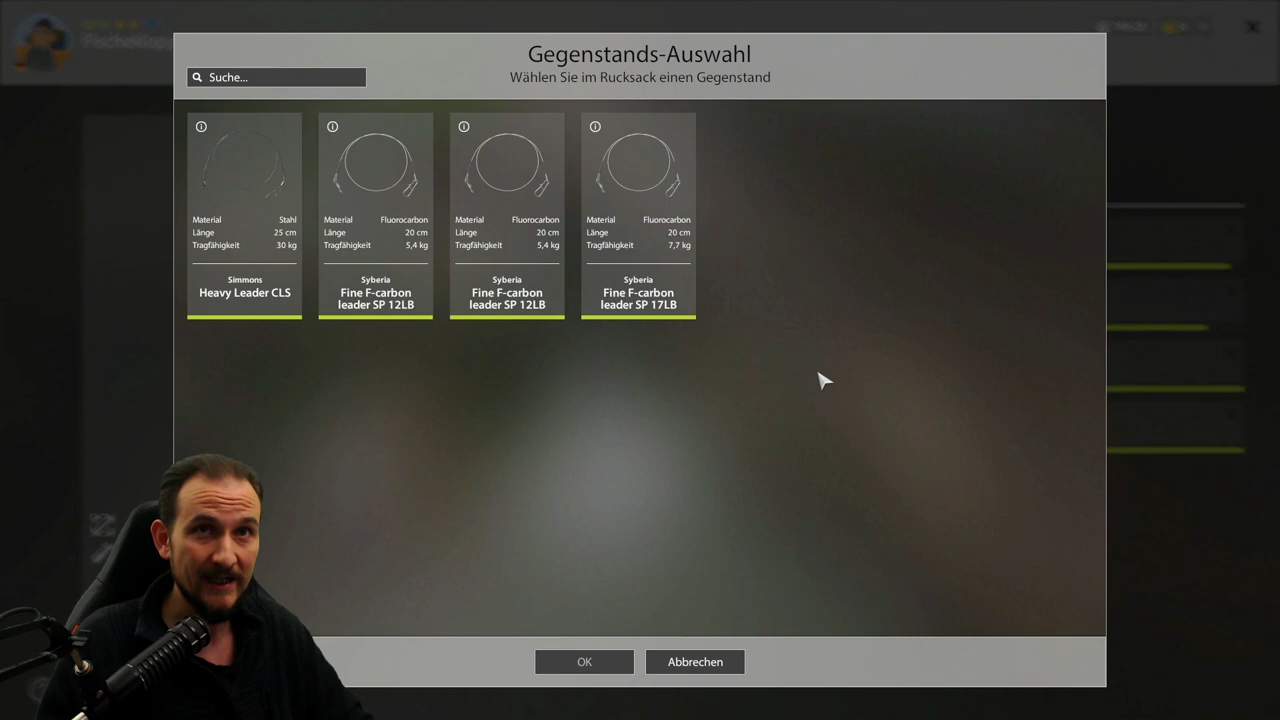 Gegenstands-Auswahl
Suche...
Wählen Sie im Rucksack einen Gegenstand
Material Stahl
Länge 25 cm
Tragfähigkeit 30 kg
Simmons
Heavy Leader CLS
Material Fluorocarbon
Länge 20 cm
Tragfähigkeit 5,4 kg
Syberia
Fine F-carbon
leader SP 12LB
Material Fluorocarbon
Länge 20 cm
Tragfähigkeit 5,4 kg
Syberia
Fine F-carbon
leader SP 12LB
Material Fluorocarbon
Länge 20 cm
Tragfähigkeit 7,7 kg
Syberia
Fine F-carbon
leader SP 17LB
OK
Abbrechen